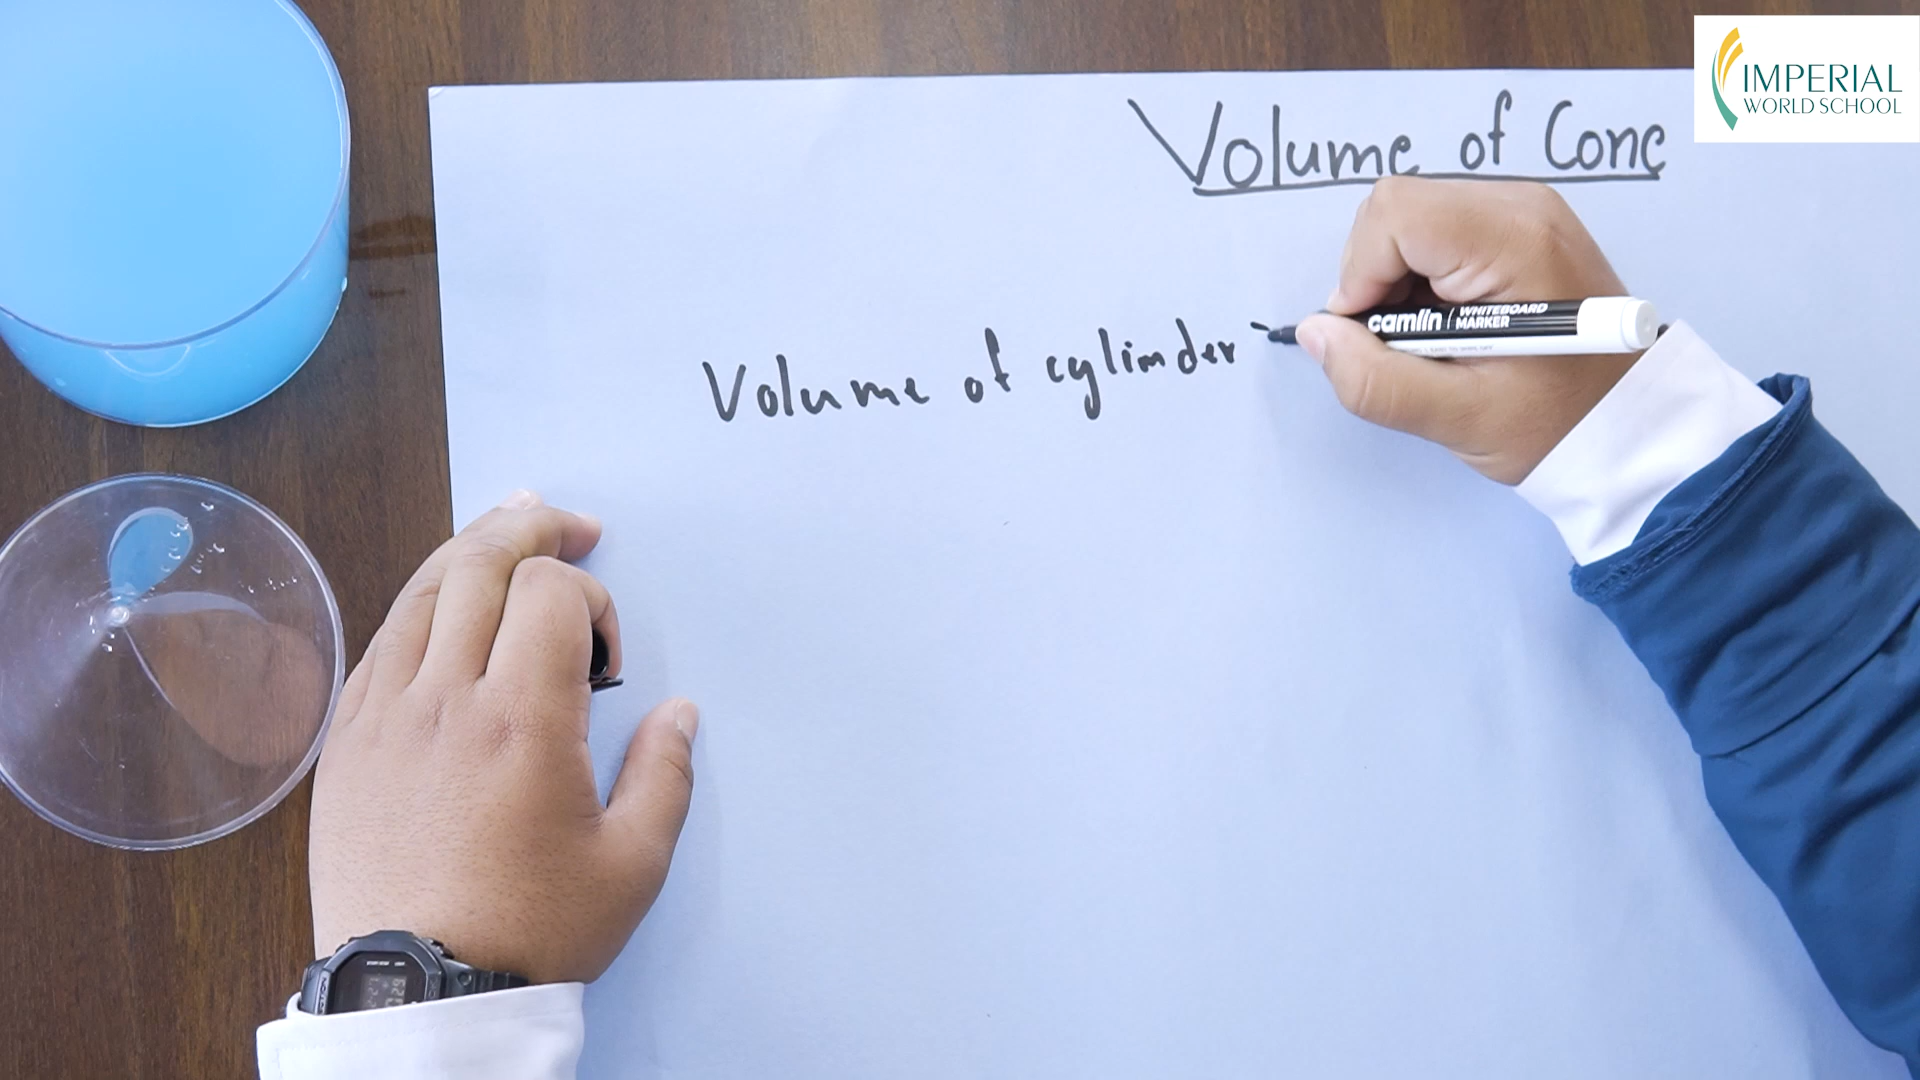 IMPERIAL
WORLD SCHOOL
Volume of Cone
Volume of cylinder
camlin WHITEBOARD
MARKER